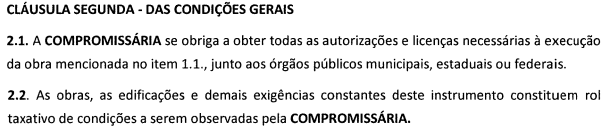 CLÁUSULA SEGUNDA - DAS CONDIÇÕES GERAIS
2.1. A COMPROMISSÁRIA se obriga a obter todas as autorizações e licenças necessárias à execução
da obra mencionada no item 1.1., junto aos órgãos públicos municipais, estaduais ou federais.
2.2. As obras, as edificações e demais exigências constantes deste instrumento constituem rol
taxativo de condições a serem observadas pela COMPROMISSÁRIA.